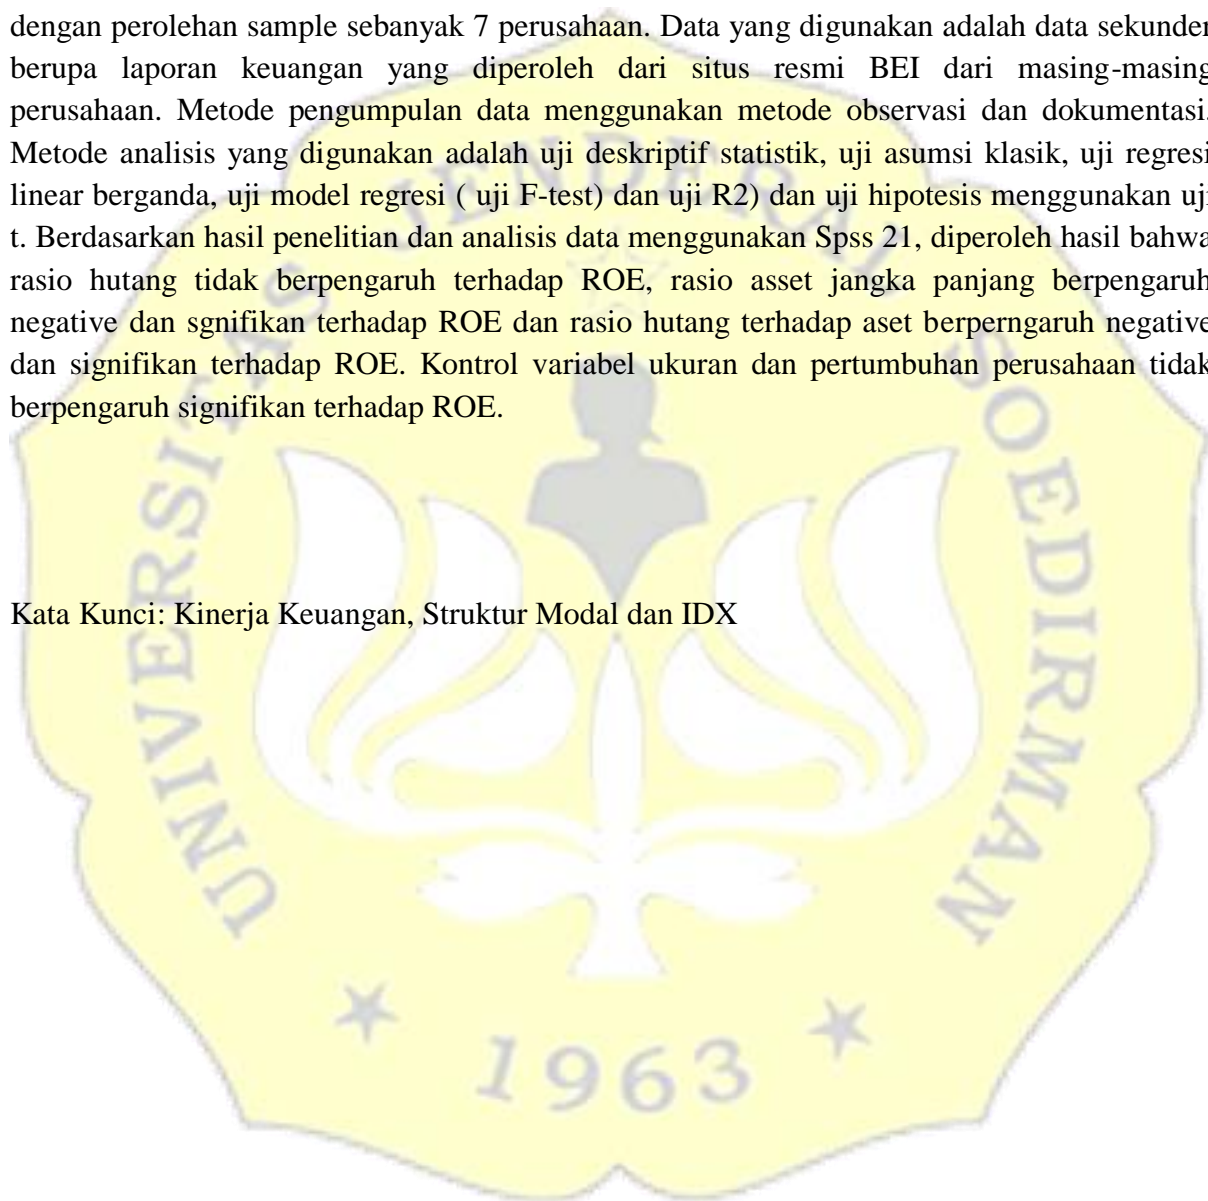 dengan perolehan sample sebanyak 7 perusahaan. Data yang digunakan adalah data sekunder
berupa laporan keuangan yang diperoleh dari situs resmi BEI dari masing-masing
perusahaan. Metode pengumpulan data menggunakan metode observasi dan dokumentasi.
Metode analisis yang digunakan adalah uji deskriptif statistik, uji asumsi klasik, uji regresi
linear berganda, uji model regresi ( uji F-test) dan uji R2) dan uji hipotesis menggunakan uji
t. Berdasarkan hasil penelitian dan analisis data menggunakan Spss 21, diperoleh hasil bahwa
rasio hutang tidak berpengaruh terhadap ROE, rasio asset jangka panjang berpengaruh
negative dan sgnifikan terhadap ROE dan rasio hutang terhadap aset berperngaruh negative
dan signifikan terhadap ROE. Kontrol variabel ukuran dan pertumbuhan perusahaan tidak
berpengaruh signifikan terhadap ROE.
Kata Kunci: Kinerja Keuangan, Struktur Modal dan IDX
UNIVERSITAS JENDERAL SOEDIRMAN
1963